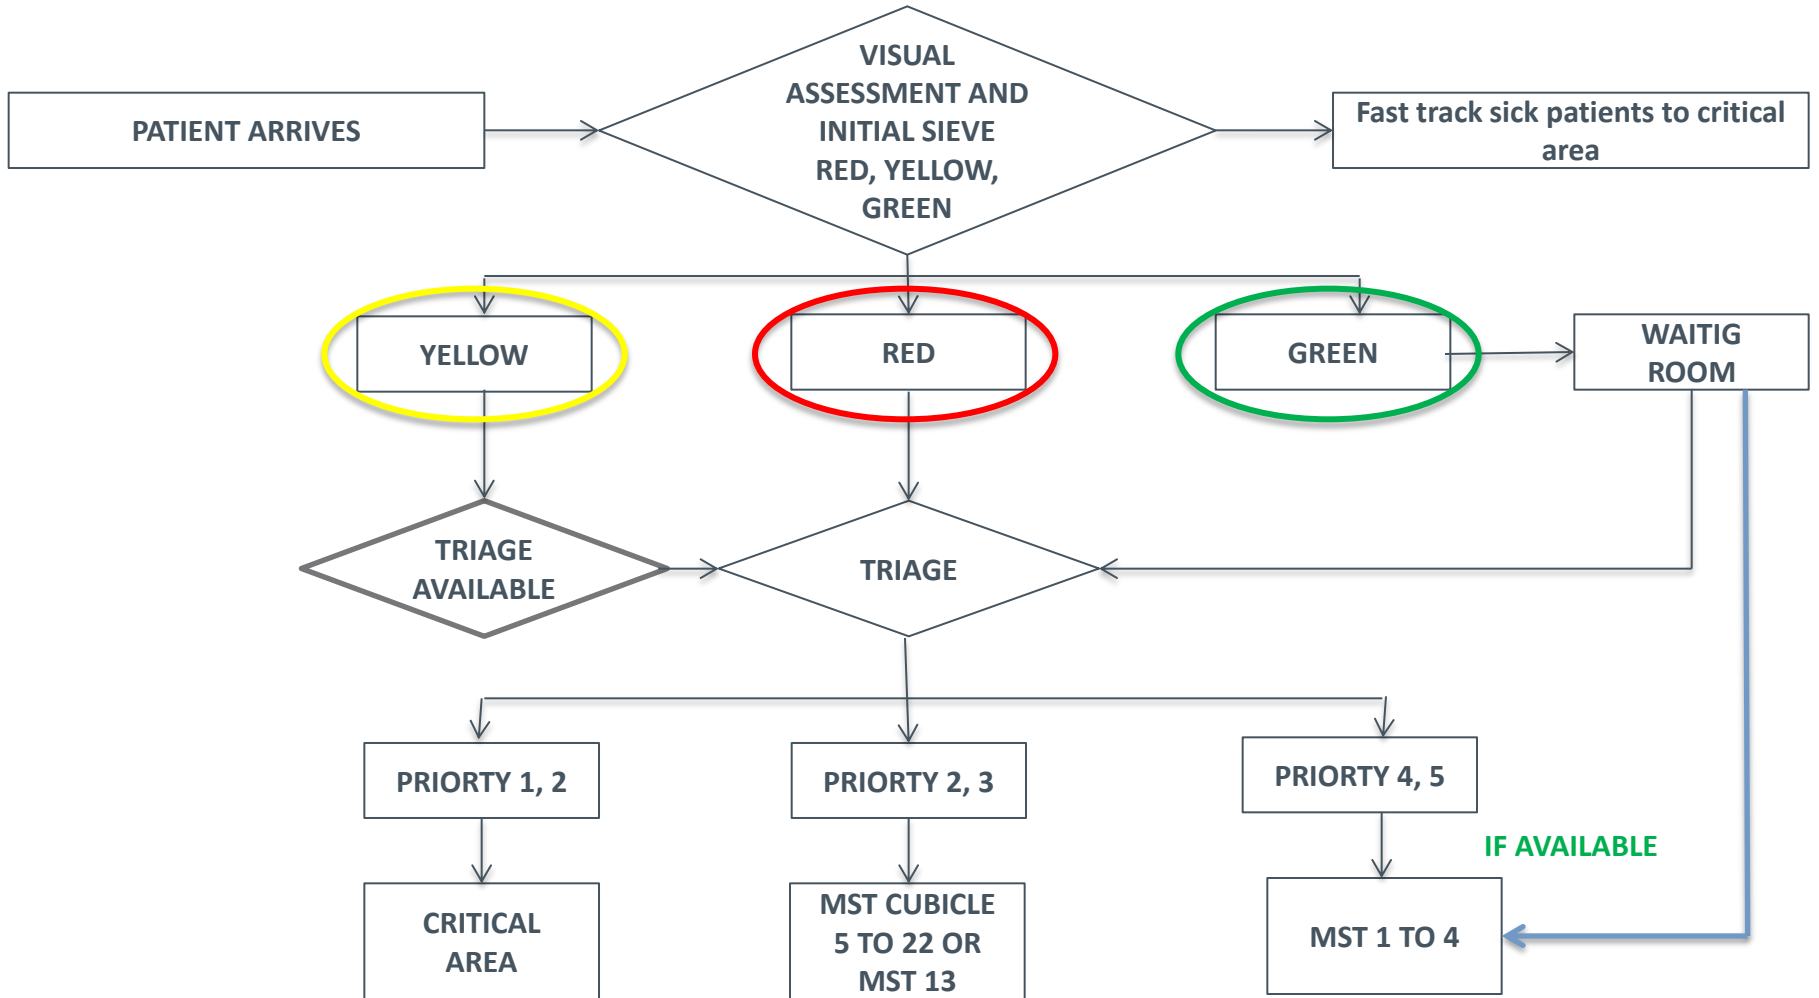 PATIENT ARRIVES
VISUAL
ASSESSMENT AND
INITIAL SIEVE
RED, YELLOW,
GREEN
Fast track sick patients to critical
area
YELLOW
RED
GREEN
WAITIG
ROOM
TRIAGE
AVAILABLE
TRIAGE
PRIORTY 1, 2
PRIORTY 2, 3
PRIORTY 4, 5
IF AVAILABLE
CRITICAL
AREA
MST CUBICLE
5 TO 22 OR
MST 13
MST 1 TO 4